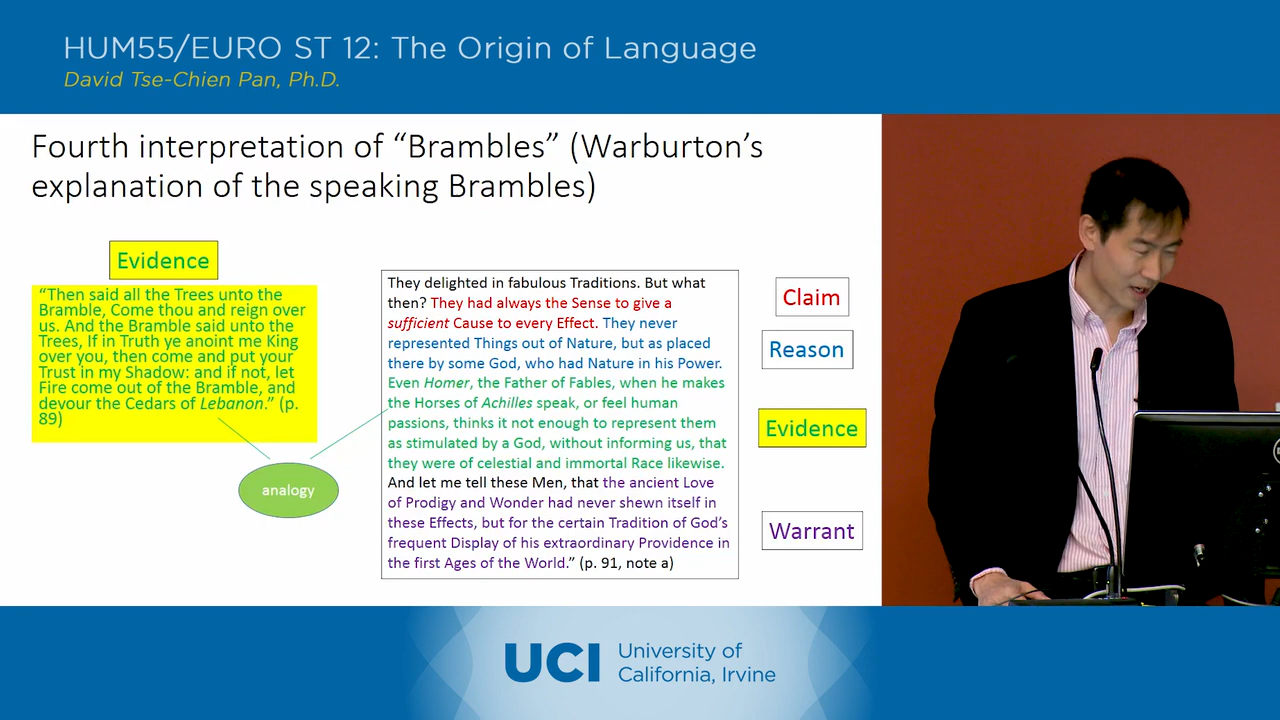 HUM55/EURO ST 12: The Origin of Language
David Tse-Chien Pan, Ph.D.
Fourth interpretation of “Brambles” (Warburton’s
explanation of the speaking Brambles)
Evidence
“Then said all the Trees unto the
Bramble, Come thou and reign over
us. And the Bramble said unto the
Trees, If in Truth ye anoint me King
over you, then come and put your
Trust in my Shadow: and if not, let
Fire come out of the Bramble, and
devour the Cedars of Lebanon.” (p.
89)
analogy
They delighted in fabulous Traditions. But what
then? They had always the Sense to give a
sufficient Cause to every Effect. They never
represented Things out of Nature, but as placed
there by some God, who had Nature in his Power.
Even Homer, the Father of Fables, when he makes
the Horses of Achilles speak, or feel human
passions, thinks it not enough to represent them
as stimulated by a God, without informing us, that
they were of celestial and immortal Race likewise.
And let me tell these Men, that the ancient Love
of Prodigy and Wonder had never shewn itself in
these Effects, but for the certain Tradition of God’s
frequent Display of his extraordinary Providence in
the first Ages of the World.” (p. 91, note a)
Claim
Reason
Evidence
Warrant
UCI University of
California, Irvine